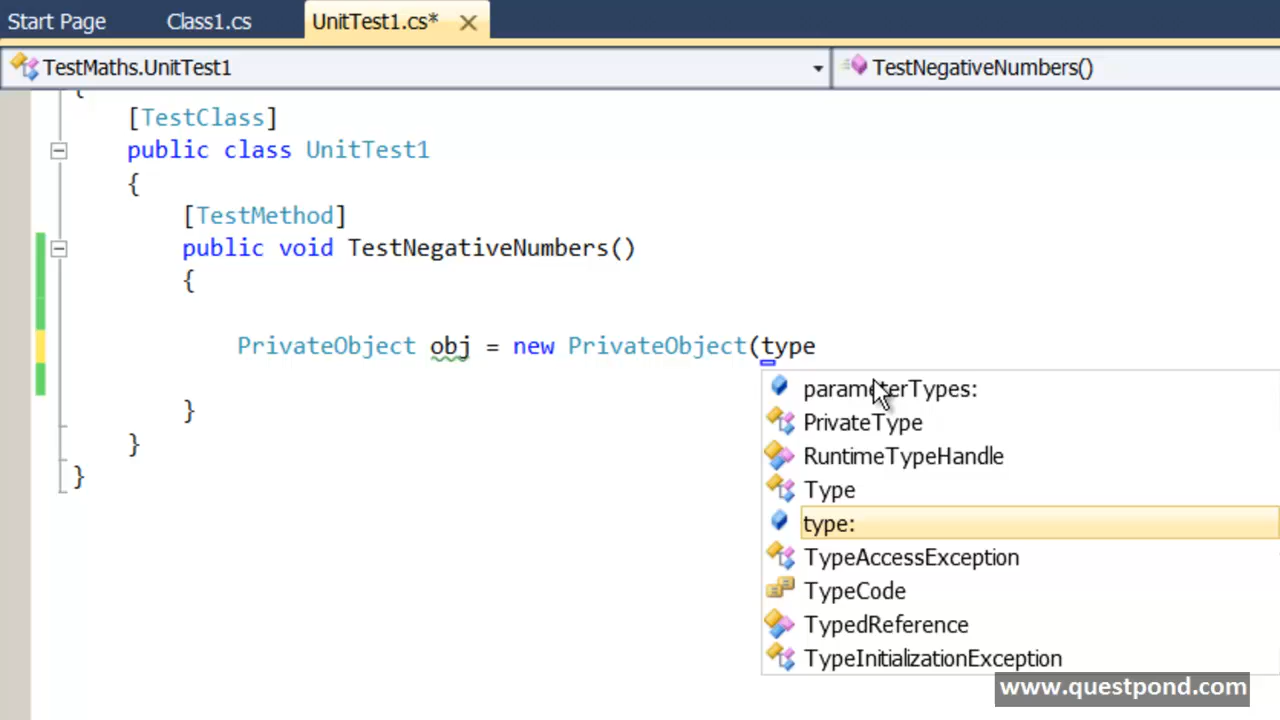 Start Page Class1.cs UnitTest1.cs*
TestMaths.UnitTest1 TestNegativeNumbers()
{
[TestClass]
public class UnitTest1
{
[TestMethod]
public void TestNegativeNumbers()
{
PrivateObject obj = new PrivateObject(type
parameterTypes:
PrivateType
RuntimeTypeHandle
Type
type:
TypeAccessException
TypeCode
TypedReference
TypeInitializationException
}
}
}
www.questpond.com